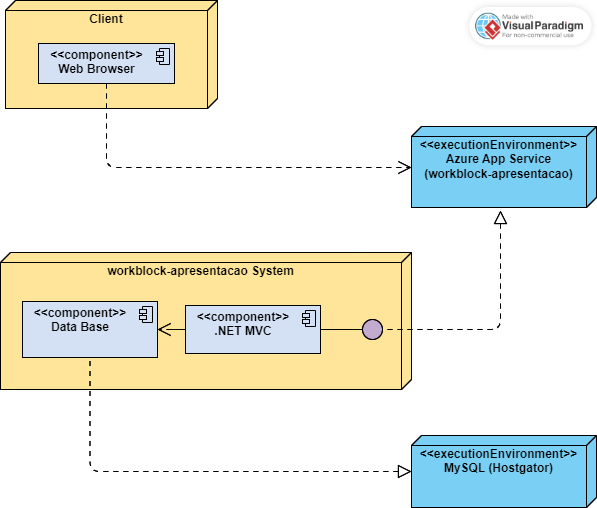 Client
<<component>>
Web Browser
Made with
Visual Paradigm
For non-commercial use
<<executionEnvironment>>
Azure App Service
(workblock-apresentacao)
workblock-apresentacao System
<<component>>
Data Base
<<component>>
.NET MVC
<<executionEnvironment>>
MySQL (Hostgator)